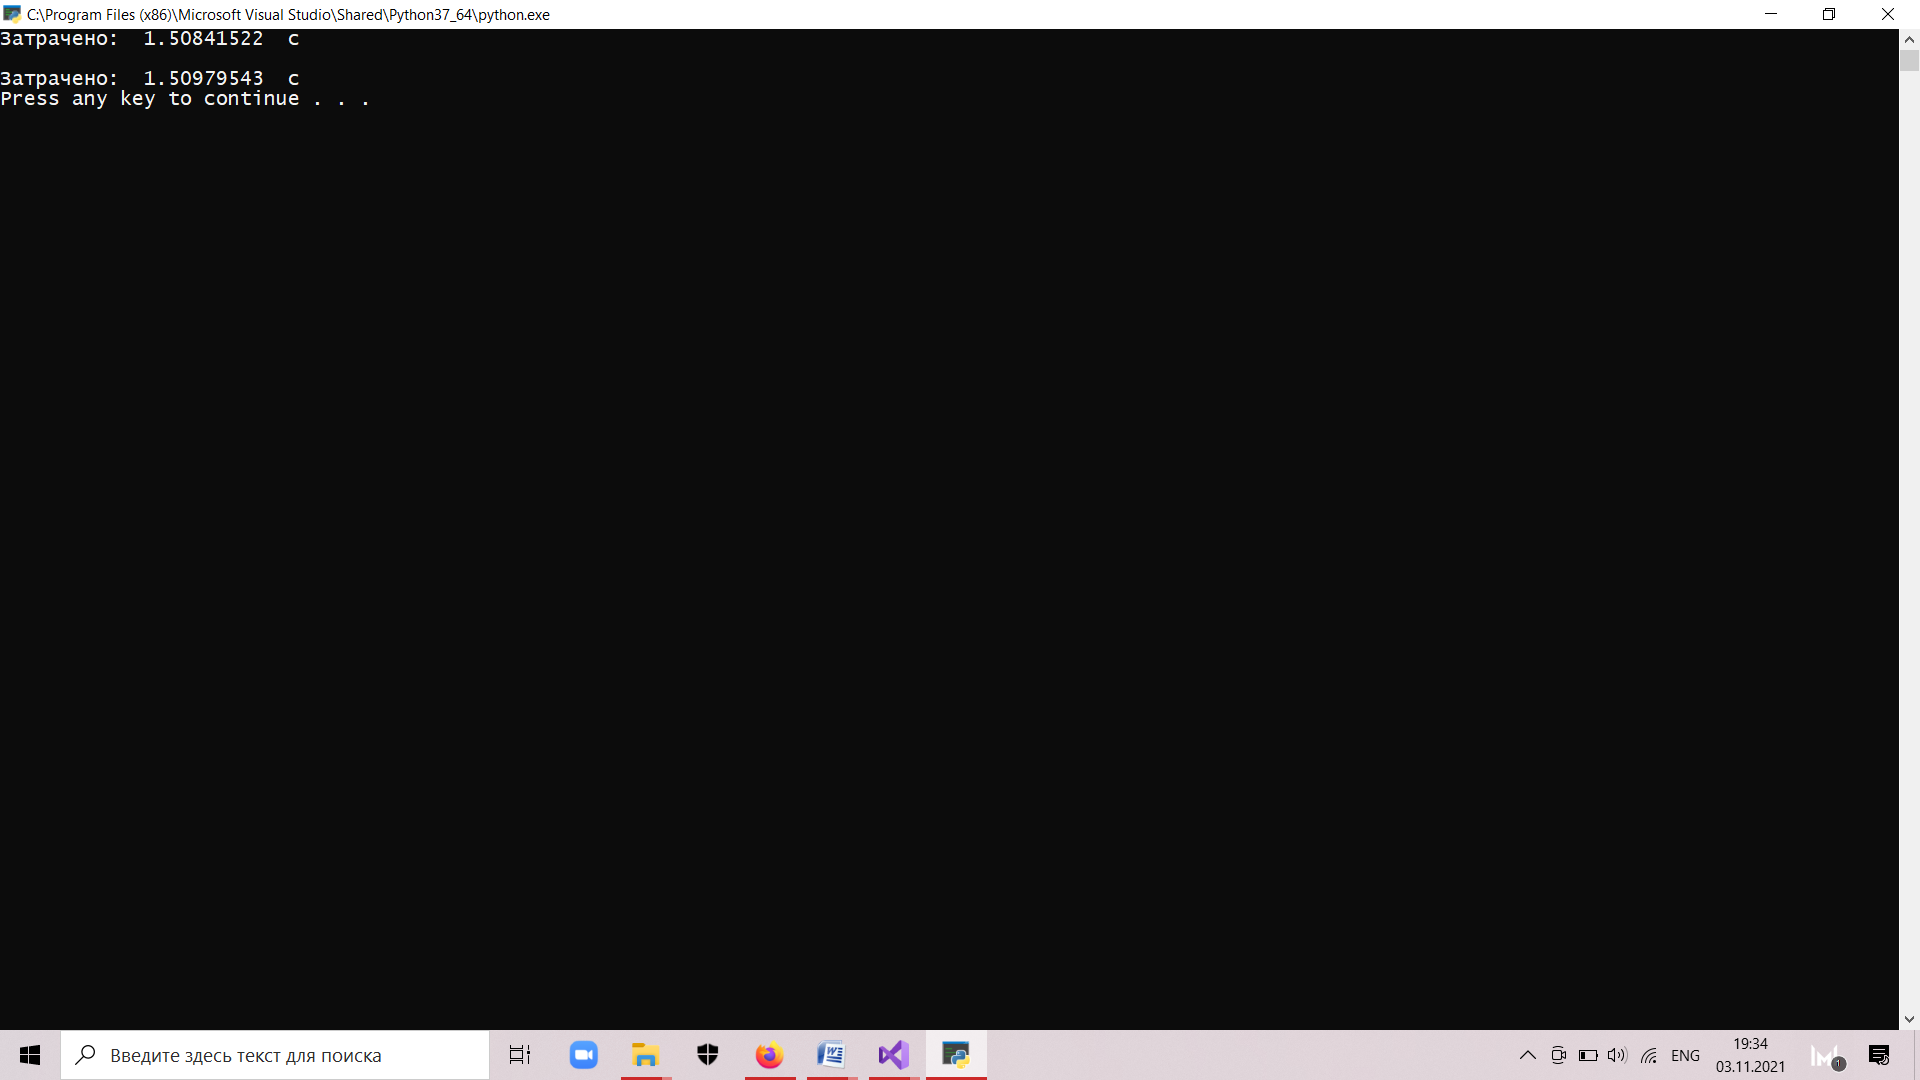 C:\Program Files (x86)\Microsoft Visual Studio\Shared\Python37_64\python.exe
Затрачено:  1.50841522  с
Затрачено:  1.50979543  с
Press any key to continue . . .
Введите здесь текст для поиска
ENG
19:34
03.11.2021
1